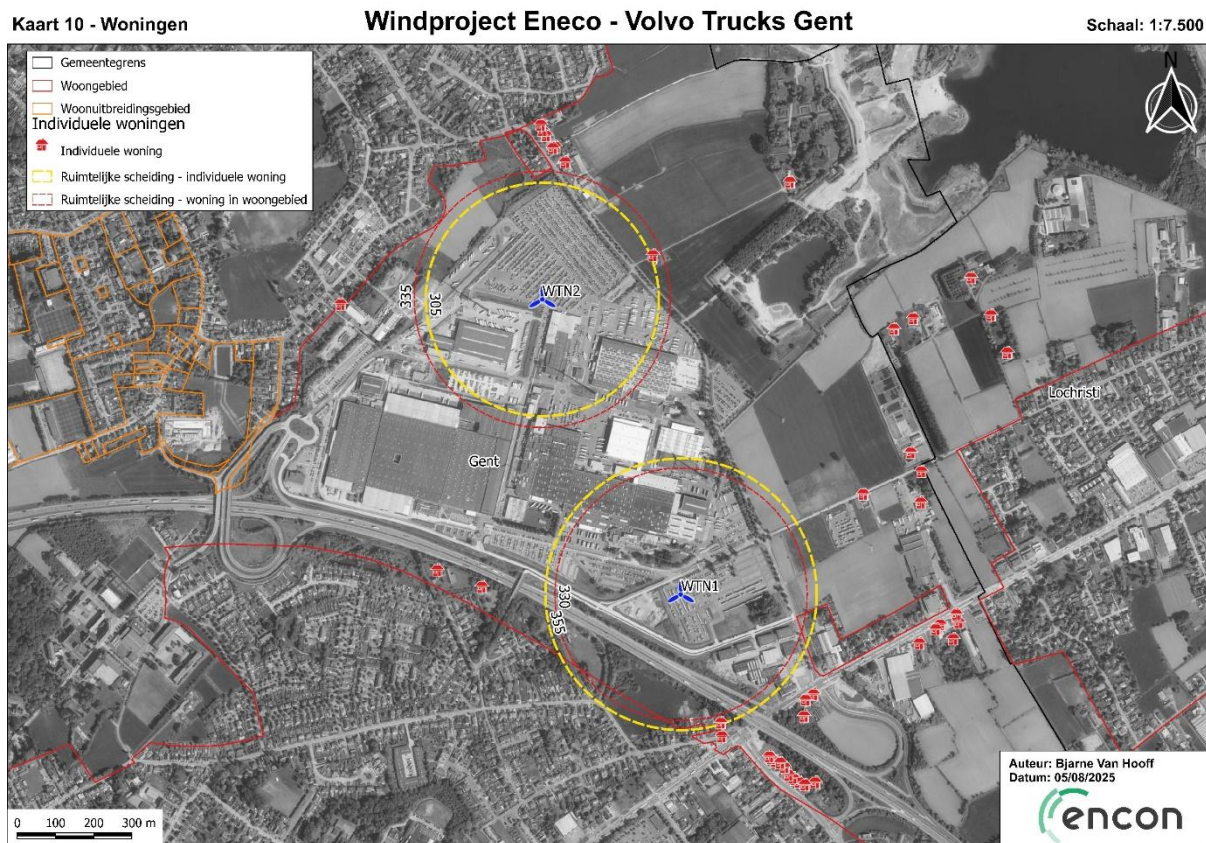 Kaart 10 - Woningen
Windproject Eneco - Volvo Trucks Gent
Schaal: 1:7.500
Gemeentegrens
Woongebied
Woonuitbreidingsgebied
Individuele woningen
Individuele woning
Ruimtelijke scheiding - individuele woning
Ruimtelijke scheiding - woning in woongebied
N
WTN2
335
305
Lochristi
Gent
WTN1
330
355
Auteur: Bjarne Van Hooff
Datum: 05/08/2025
encon
0 100 200 300 m